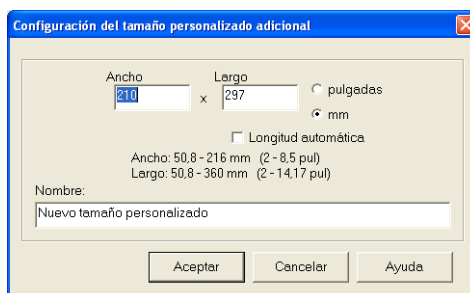 Configuración del tamaño personalizado adicional
Ancho Largo
210 x 297 pulgadas
mm
Longitud automática
Ancho: 50,8 - 216 mm (2 - 8,5 pul)
Largo: 50,8 - 360 mm (2 - 14,17 pul)
Nombre:
Nuevo tamaño personalizado
Aceptar Cancelar Ayuda